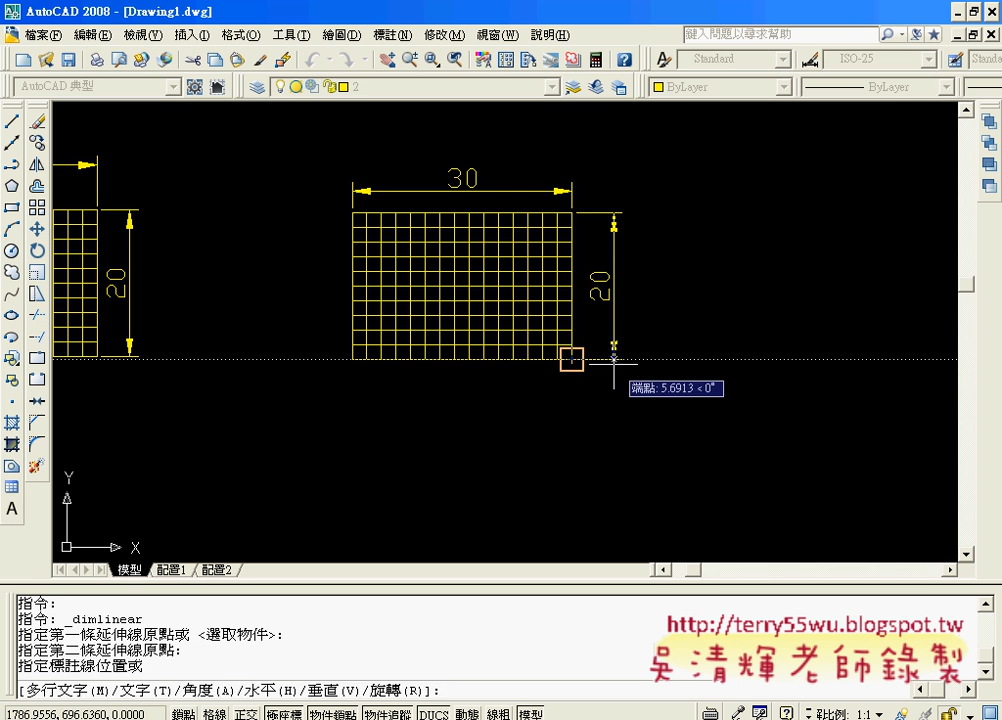 AutoCAD 2008 - [Drawing1.dwg]
檔案(F) 編輯(E) 檢視(V) 插入(I) 格式(O) 工具(T) 繪圖(D) 標註(N) 修改(M) 視窗(W) 說明(H) 鍵入問題以尋求幫助
Standard ISO-25 Standa
AutoCAD 典型 2 ByLayer ByLayer
30
20
20
端點: 5.6913 < 0°
Y
X
A
模型 配置1 配置2
指令:
指令: _dimlinear
指定第一條延伸線原點或 <選取物件>:
指定第二條延伸線原點:
指定標註線位置或
[多行文字(M)/文字(T)/角度(A)/水平(H)/垂直(V)/旋轉(R)]:
http://terry55wu.blogspot.tw
吳清輝老師錄製
1786.9556, 696.6360, 0.0000 鎖點 格線 正交 極座標 物件鎖點 物件追蹤 DUCS 動態 線粗 模型 1:1